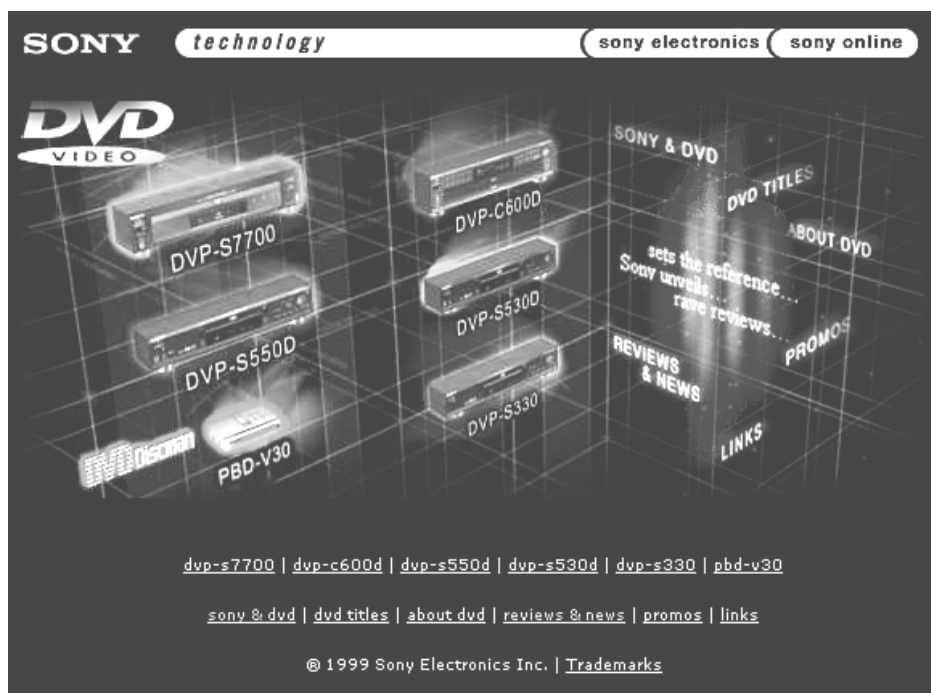 SONY technology sony electronics sony online
DVD
VIDEO
DVP-S7700
DVP-C600D
DVP-S550D
DVP-S530D
DVD Discman
PBD-V30
DVP-S330
SONY & DVD
DVD TITLES
ABOUT DVD
sets the reference...
Sony unveils...
rave reviews...
PROMOS
REVIEWS
& NEWS
LINKS
dvp-s7700 | dvp-c600d | dvp-s550d | dvp-s530d | dvp-s330 | pbd-v30
sony & dvd | dvd titles | about dvd | reviews & news | promos | links
® 1999 Sony Electronics Inc. | Trademarks